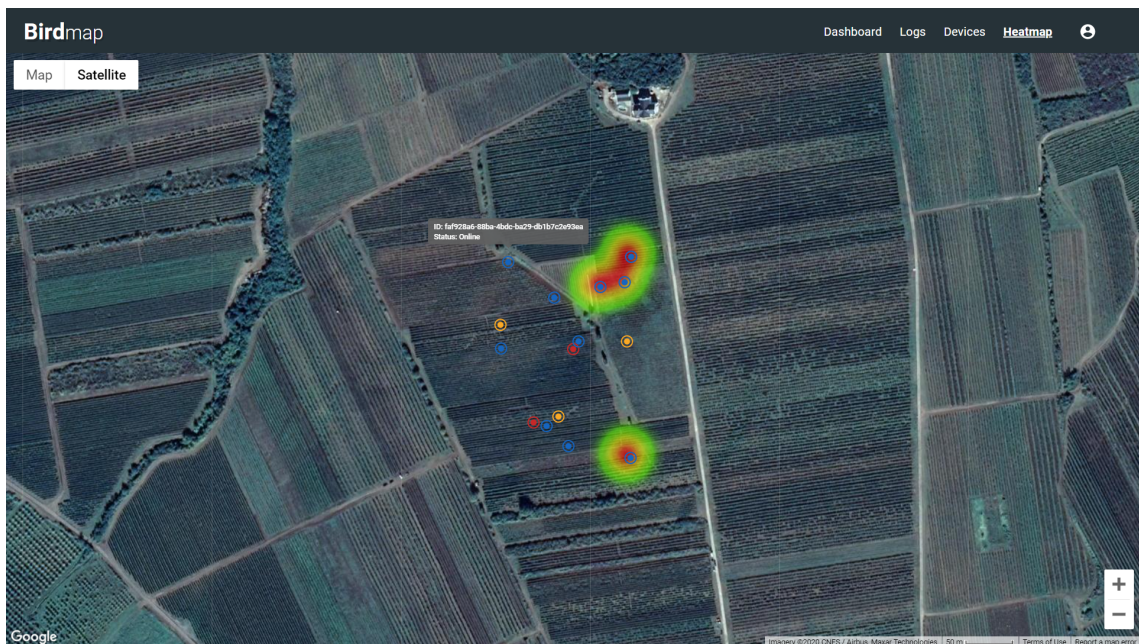 Birdmap
Dashboard Logs Devices Heatmap
Map Satellite
ID: faf928a6-88ba-4bdc-ba29-db1b7c2e93ea
Status: Online
+
−
Google
Imagery ©2020 CNES / Airbus, Maxar Technologies 50 m Terms of Use Report a map error